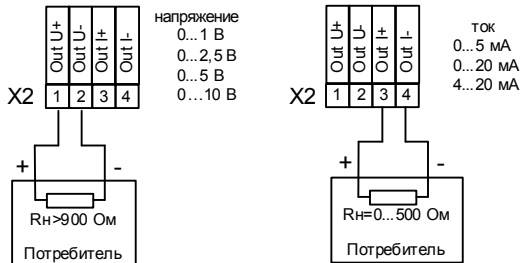 Out U+ Out U- Out I+ Out I-
X2 1 2 3 4
напряжение
0...1 В
0...2,5 В
0...5 В
0...10 В
+ -
Rн>900 Ом
Потребитель
Out U+ Out U- Out I+ Out I-
X2 1 2 3 4
ток
0...5 мА
0...20 мА
4...20 мА
+ -
Rн=0...500 Ом
Потребитель